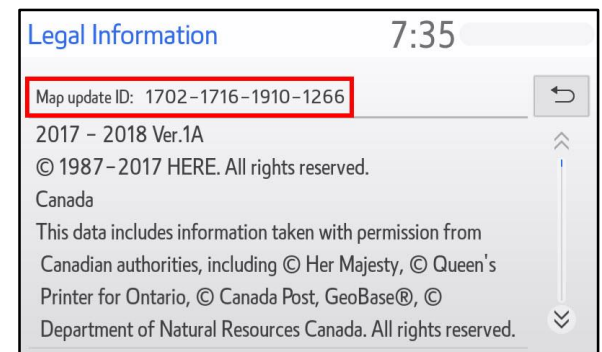 Legal Information 7:35
Map update ID: 1702-1716-1910-1266
2017 - 2018 Ver.1A
© 1987-2017 HERE. All rights reserved.
Canada
This data includes information taken with permission from
Canadian authorities, including © Her Majesty, © Queen's
Printer for Ontario, © Canada Post, GeoBase®, ©
Department of Natural Resources Canada. All rights reserved.